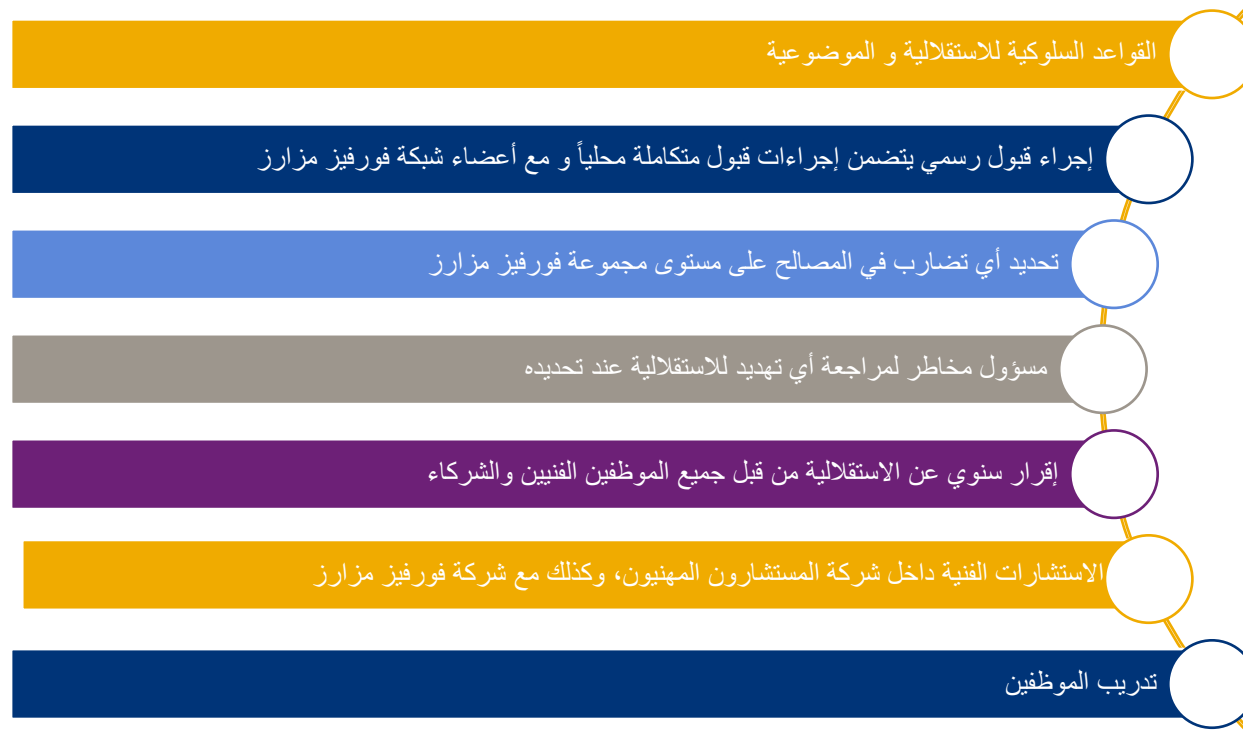 القواعد السلوكية للاستقلالية و الموضوعية
إجراء قبول رسمي يتضمن إجراءات قبول متكاملة محلياً و مع أعضاء شبكة فورفيز مزارز
تحديد أي تضارب في المصالح على مستوى مجموعة فورفيز مزارز
مسؤول مخاطر لمراجعة أي تهديد للاستقلالية عند تحديده
إقرار سنوي عن الاستقلالية من قبل جميع الموظفين الفنيين والشركاء
الاستشارات الفنية داخل شركة المستشارون المهنيون، وكذلك مع شركة فورفيز مزارز
تدريب الموظفين